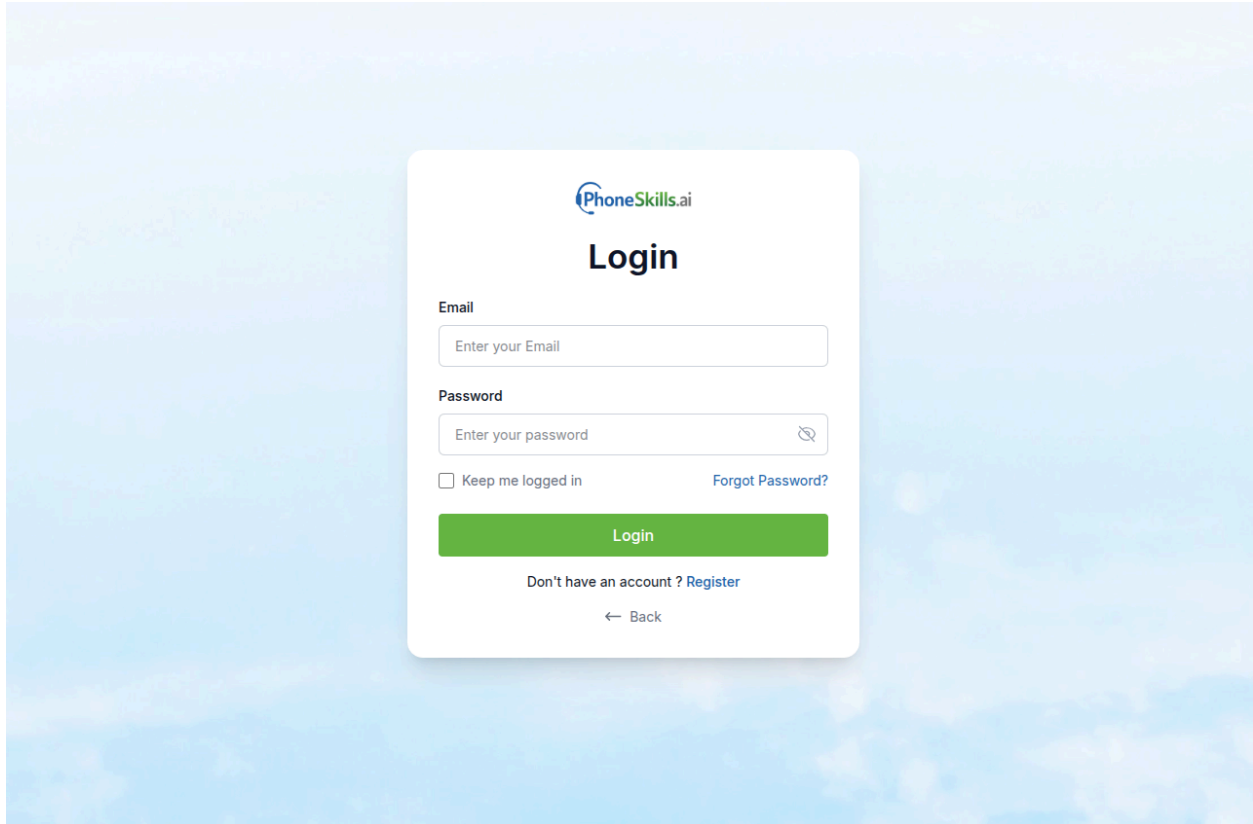 PhoneSkills.ai
Login
Email
Enter your Email
Password
Enter your password
Keep me logged in Forgot Password?
Login
Don't have an account ? Register
← Back